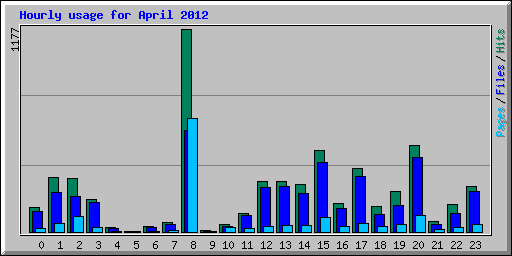 Hourly usage for April 2012
1177
Pages / Files / Hits
0 1 2 3 4 5 6 7 8 9 10 11 12 13 14 15 16 17 18 19 20 21 22 23